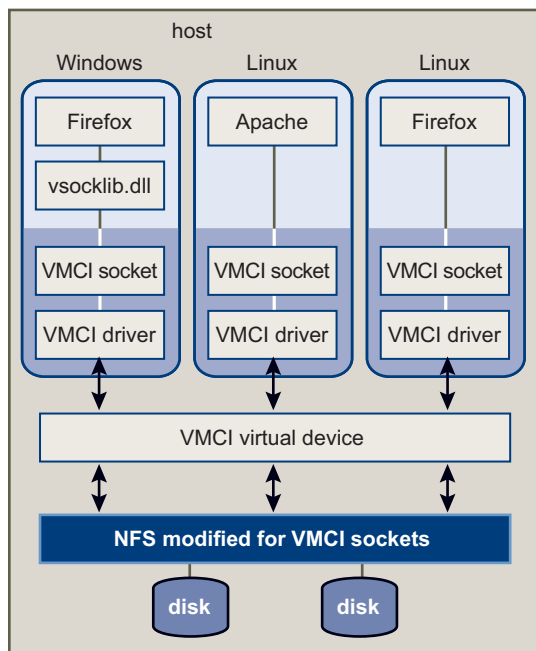 host
Windows
Linux
Linux
Firefox
Apache
Firefox
vsocklib.dll
VMCI socket
VMCI socket
VMCI socket
VMCI driver
VMCI driver
VMCI driver
VMCI virtual device
NFS modified for VMCI sockets
disk
disk